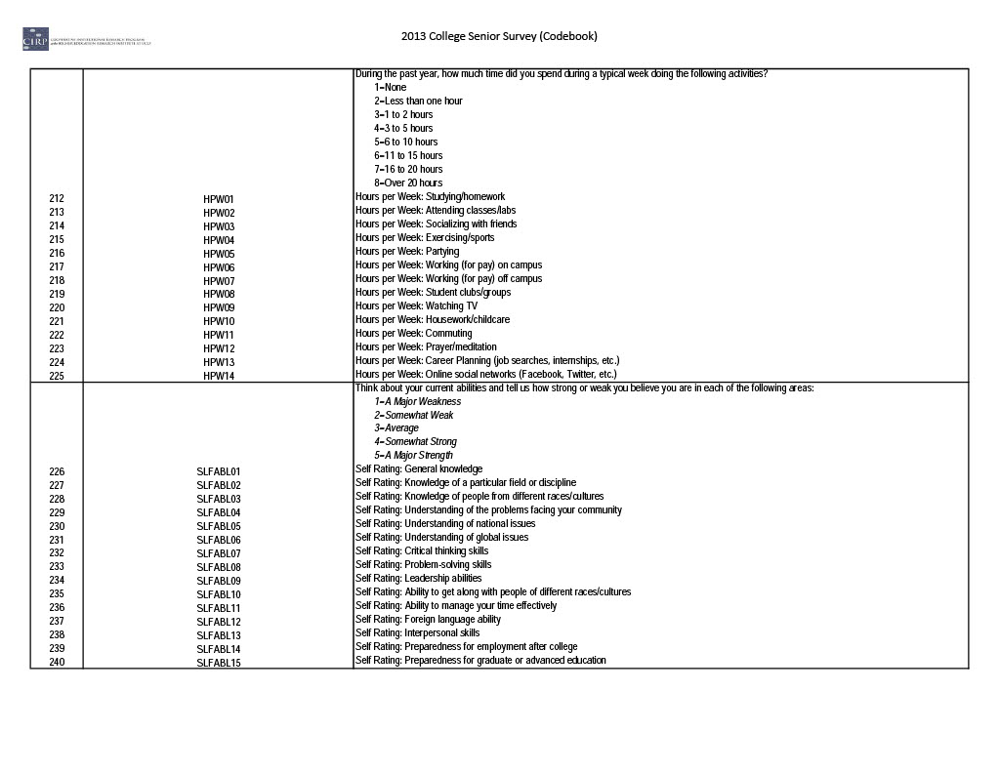 CIRP
COOPERATIVE INSTITUTIONAL RESEARCH PROGRAM
at the HIGHER EDUCATION RESEARCH INSTITUTE AT UCLA
2013 College Senior Survey (Codebook)
During the past year, how much time did you spend during a typical week doing the following activities?
1=None
2=Less than one hour
3=1 to 2 hours
4=3 to 5 hours
5=6 to 10 hours
6=11 to 15 hours
7=16 to 20 hours
8=Over 20 hours
212 HPW01 Hours per Week: Studying/homework
213 HPW02 Hours per Week: Attending classes/labs
214 HPW03 Hours per Week: Socializing with friends
215 HPW04 Hours per Week: Exercising/sports
216 HPW05 Hours per Week: Partying
217 HPW06 Hours per Week: Working (for pay) on campus
218 HPW07 Hours per Week: Working (for pay) off campus
219 HPW08 Hours per Week: Student clubs/groups
220 HPW09 Hours per Week: Watching TV
221 HPW10 Hours per Week: Housework/childcare
222 HPW11 Hours per Week: Commuting
223 HPW12 Hours per Week: Prayer/meditation
224 HPW13 Hours per Week: Career Planning (job searches, internships, etc.)
225 HPW14 Hours per Week: Online social networks (Facebook, Twitter, etc.)
Think about your current abilities and tell us how strong or weak you believe you are in each of the following areas:
1=A Major Weakness
2=Somewhat Weak
3=Average
4=Somewhat Strong
5=A Major Strength
226 SLFABL01 Self Rating: General knowledge
227 SLFABL02 Self Rating: Knowledge of a particular field or discipline
228 SLFABL03 Self Rating: Knowledge of people from different races/cultures
229 SLFABL04 Self Rating: Understanding of the problems facing your community
230 SLFABL05 Self Rating: Understanding of national issues
231 SLFABL06 Self Rating: Understanding of global issues
232 SLFABL07 Self Rating: Critical thinking skills
233 SLFABL08 Self Rating: Problem-solving skills
234 SLFABL09 Self Rating: Leadership abilities
235 SLFABL10 Self Rating: Ability to get along with people of different races/cultures
236 SLFABL11 Self Rating: Ability to manage your time effectively
237 SLFABL12 Self Rating: Foreign language ability
238 SLFABL13 Self Rating: Interpersonal skills
239 SLFABL14 Self Rating: Preparedness for employment after college
240 SLFABL15 Self Rating: Preparedness for graduate or advanced education